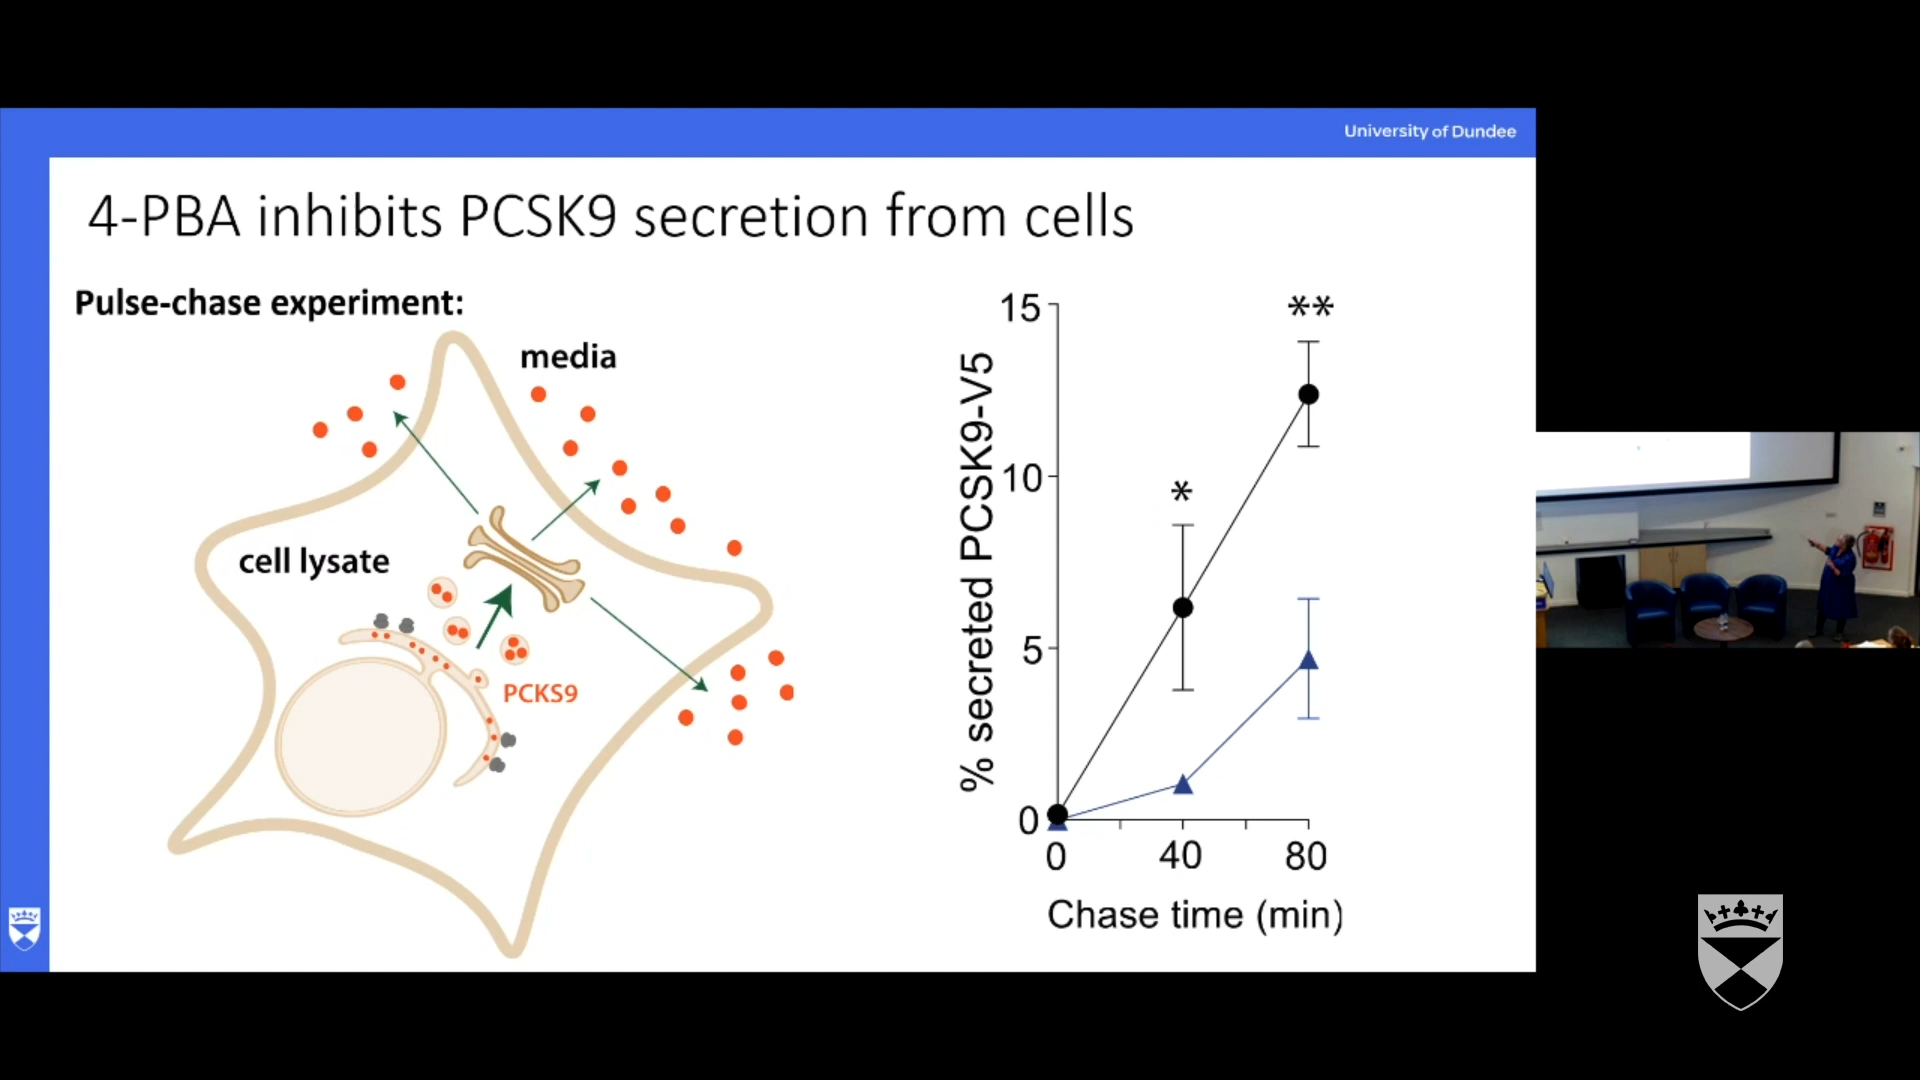 University of Dundee
4-PBA inhibits PCSK9 secretion from cells
Pulse-chase experiment:
media
cell lysate
PCKS9
% secreted PCSK9-V5
15
10
5
0
*
**
0 40 80
Chase time (min)